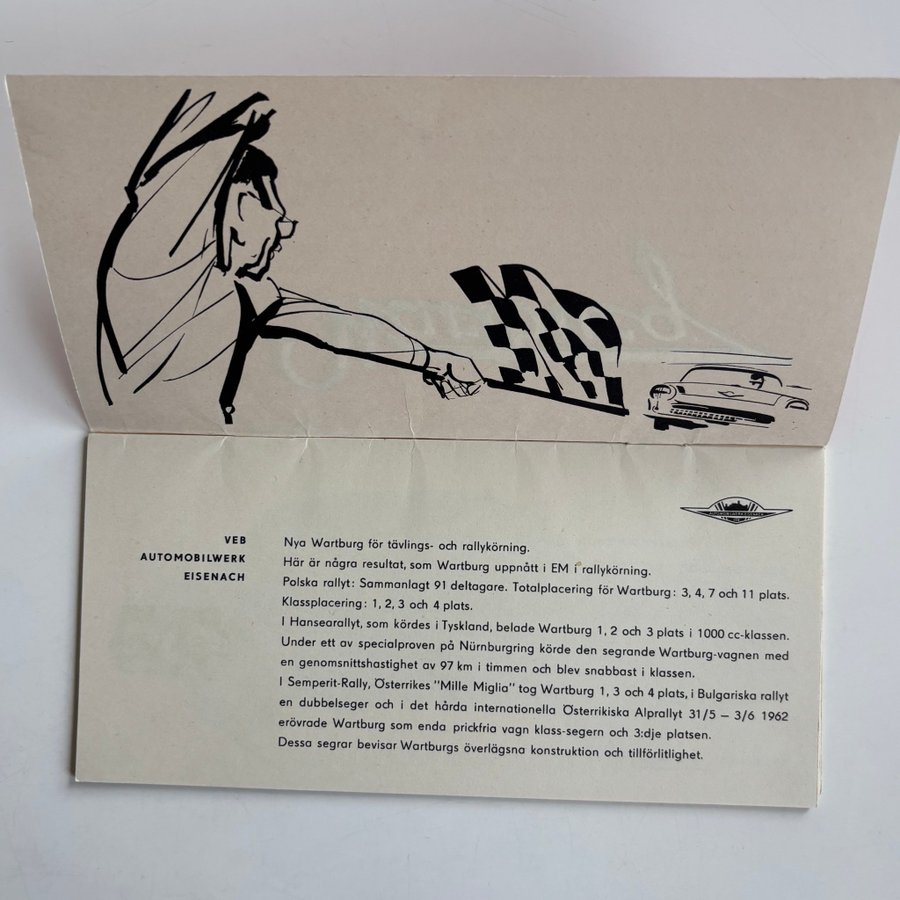 VEB
AUTOMOBILWERK
EISENACH
Nya Wartburg för tävlings- och rallykörning.
Här är några resultat, som Wartburg uppnått i EM i rallykörning.
Polska rallyt: Sammanlagt 91 deltagare. Totalplacering för Wartburg: 3, 4, 7 och 11 plats.
Klassplacering: 1, 2, 3 och 4 plats.
I Hansearallyt, som kördes i Tyskland, belade Wartburg 1, 2 och 3 plats i 1000 cc-klassen.
Under ett av specialproven på Nürnburgring körde den segrande Wartburg-vagnen med
en genomsnittshastighet av 97 km i timmen och blev snabbast i klassen.
I Semperit-Rally, Österrikes "Mille Miglia" tog Wartburg 1, 3 och 4 plats, i Bulgariska rallyt
en dubbelseger och i det hårda internationella Österrikiska Alprallyt 31/5 – 3/6 1962
erövrade Wartburg som enda prickfria vagn klass-segern och 3:dje platsen.
Dessa segrar bevisar Wartburgs överlägsna konstruktion och tillförlitlighet.